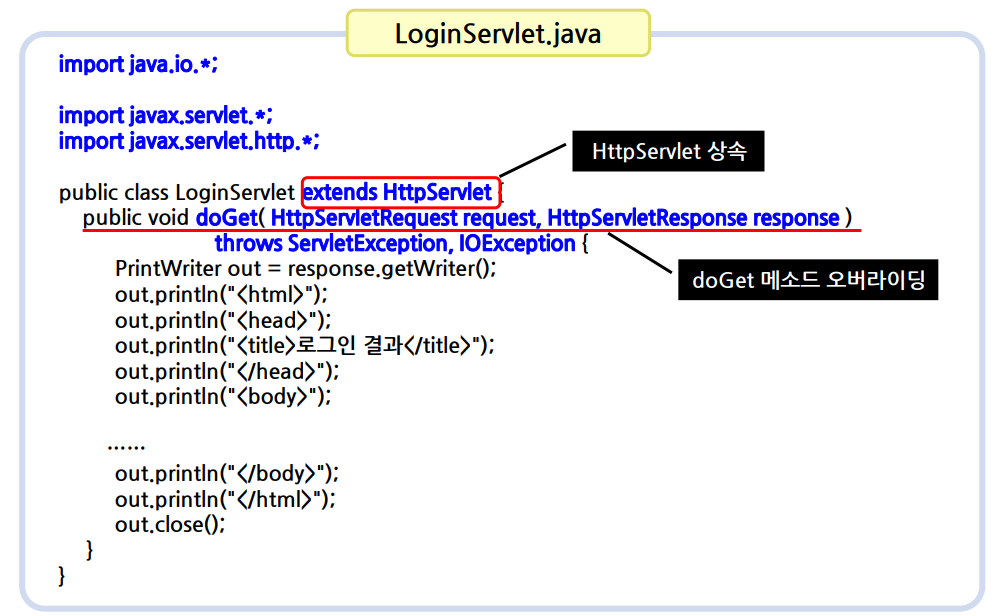 LoginServlet.java
import java.io.*;
import javax.servlet.*;
import javax.servlet.http.*;
HttpServlet 상속
public class LoginServlet extends HttpServlet {
public void doGet( HttpServletRequest request, HttpServletResponse response )
throws ServletException, IOException {
doGet 메소드 오버라이딩
PrintWriter out = response.getWriter();
out.println("<html>");
out.println("<head>");
out.println("<title>로그인 결과</title>");
out.println("</head>");
out.println("<body>");
......
out.println("</body>");
out.println("</html>");
out.close();
}
}